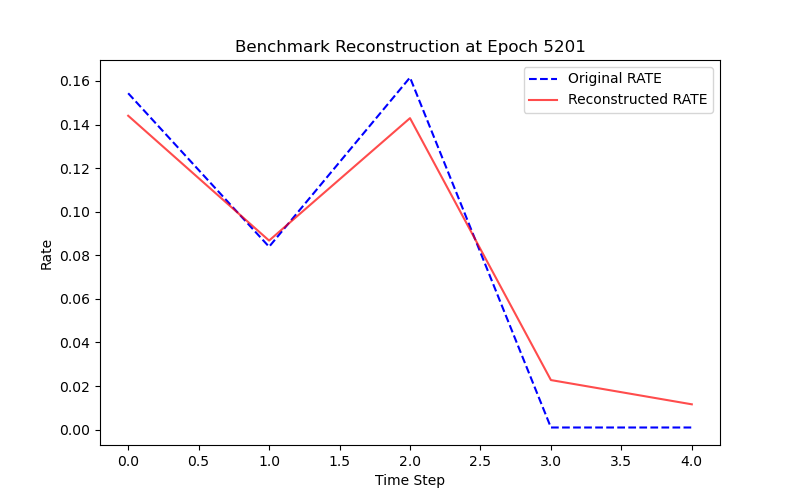 Benchmark Reconstruction at Epoch 5201
Original RATE
Reconstructed RATE
Rate
0.16
0.14
0.12
0.10
0.08
0.06
0.04
0.02
0.00
0.0 0.5 1.0 1.5 2.0 2.5 3.0 3.5 4.0
Time Step